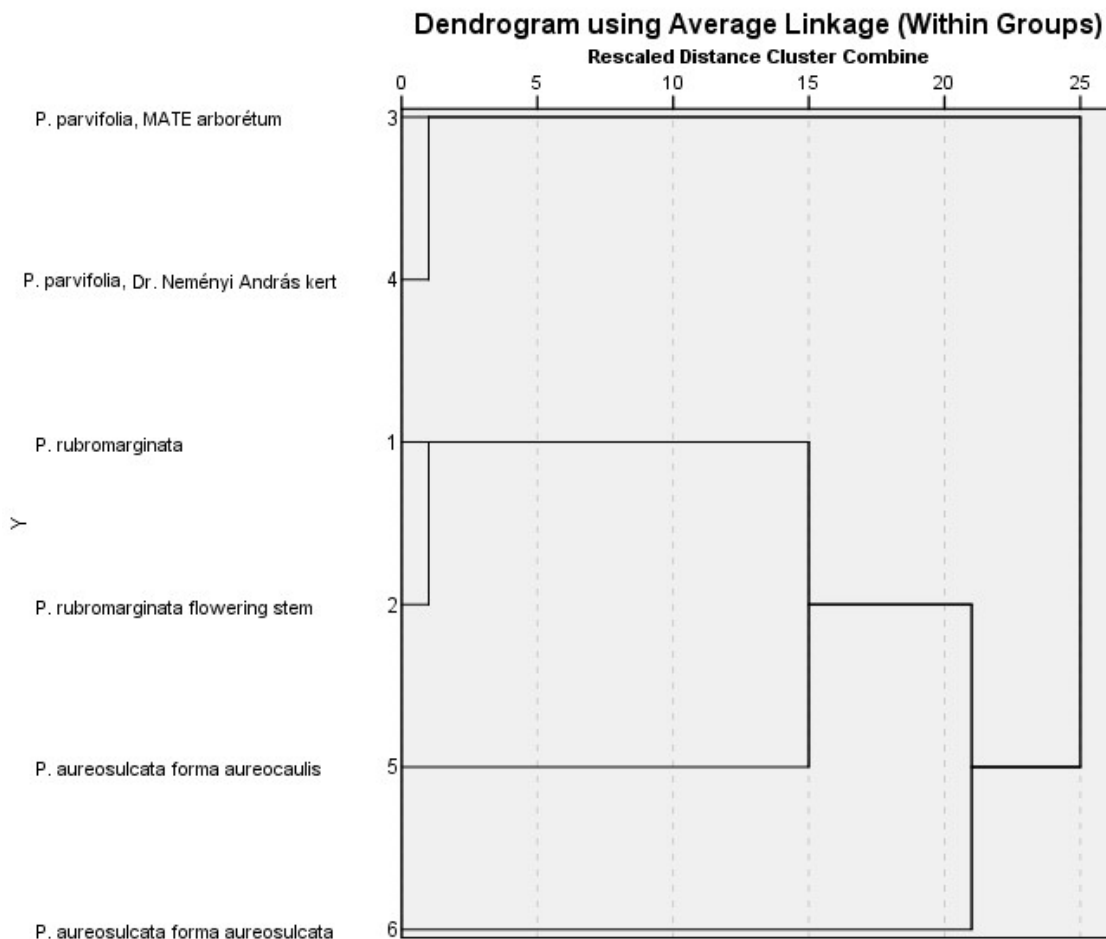 Dendrogram using Average Linkage (Within Groups)
Rescaled Distance Cluster Combine
0 5 10 15 20 25
P. parvifolia, MATE arborétum 3
P. parvifolia, Dr. Neményi András kert 4
P. rubromarginata 1
Y
P. rubromarginata flowering stem 2
P. aureosulcata forma aureocaulis 5
P. aureosulcata forma aureosulcata 6